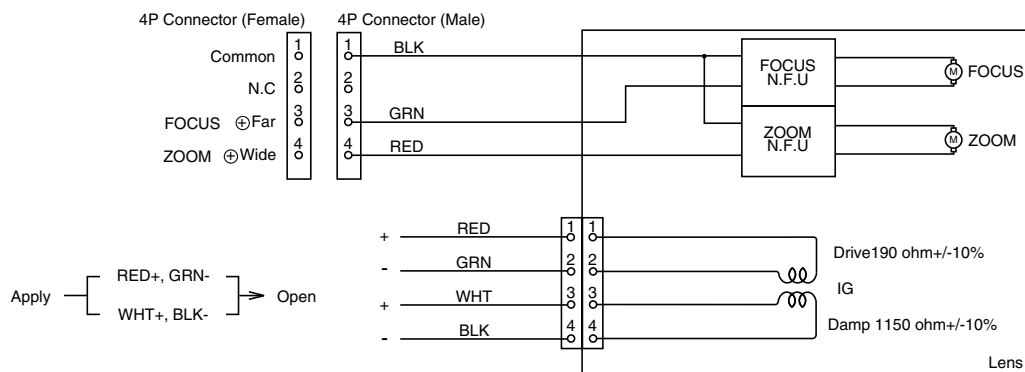 4P Connector (Female) 4P Connector (Male)
Common 1 1 BLK
N.C 2 2
FOCUS ⊕Far 3 3 GRN
ZOOM ⊕Wide 4 4 RED
FOCUS
N.F.U
M FOCUS
ZOOM
N.F.U
M ZOOM
+ RED 1 1
- GRN 2 2
+ WHT 3 3
- BLK 4 4
Drive190 ohm+/-10%
IG
Damp 1150 ohm+/-10%
Apply
RED+, GRN-
WHT+, BLK-
Open
Lens